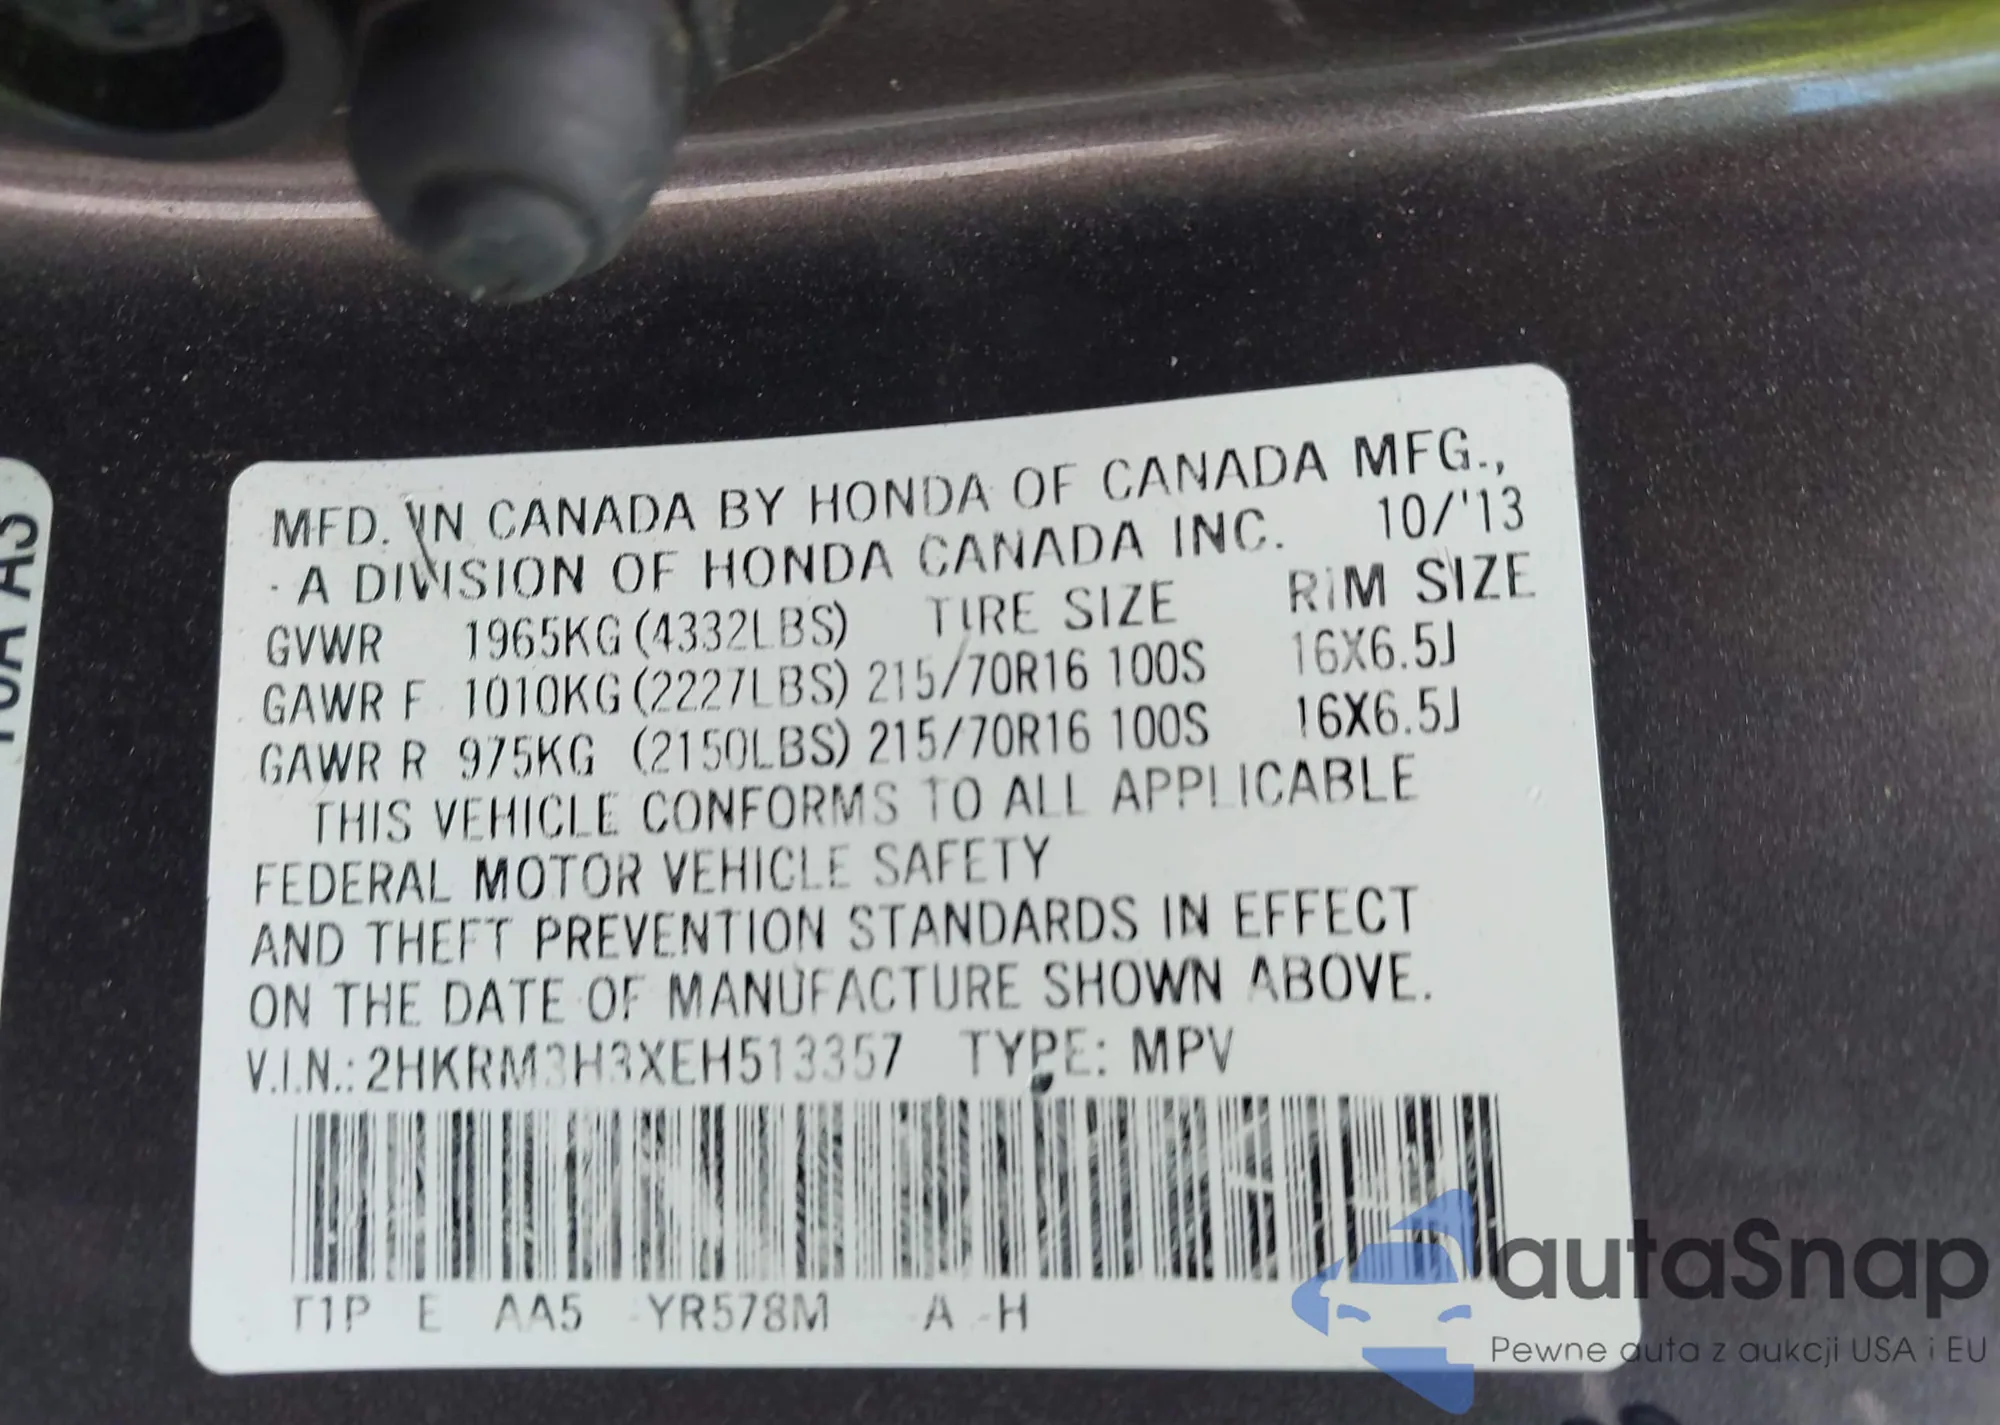 10A A3
MFD. IN CANADA BY HONDA OF CANADA MFG.,
A DIVISION OF HONDA CANADA INC. 10/'13
GVWR 1965KG (4332LBS) TIRE SIZE RIM SIZE
GAWR F 1010KG (2227LBS) 215/70R16 100S 16X6.5J
GAWR R 975KG (2150LBS) 215/70R16 100S 16X6.5J
THIS VEHICLE CONFORMS TO ALL APPLICABLE
FEDERAL MOTOR VEHICLE SAFETY
AND THEFT PREVENTION STANDARDS IN EFFECT
ON THE DATE OF MANUFACTURE SHOWN ABOVE.
V.I.N.: 2HKRM3H3XEH513357 TYPE: MPV
T1P E AA5 YR578M A -H
autaSnap
Pewne auta z aukcji USA i EU